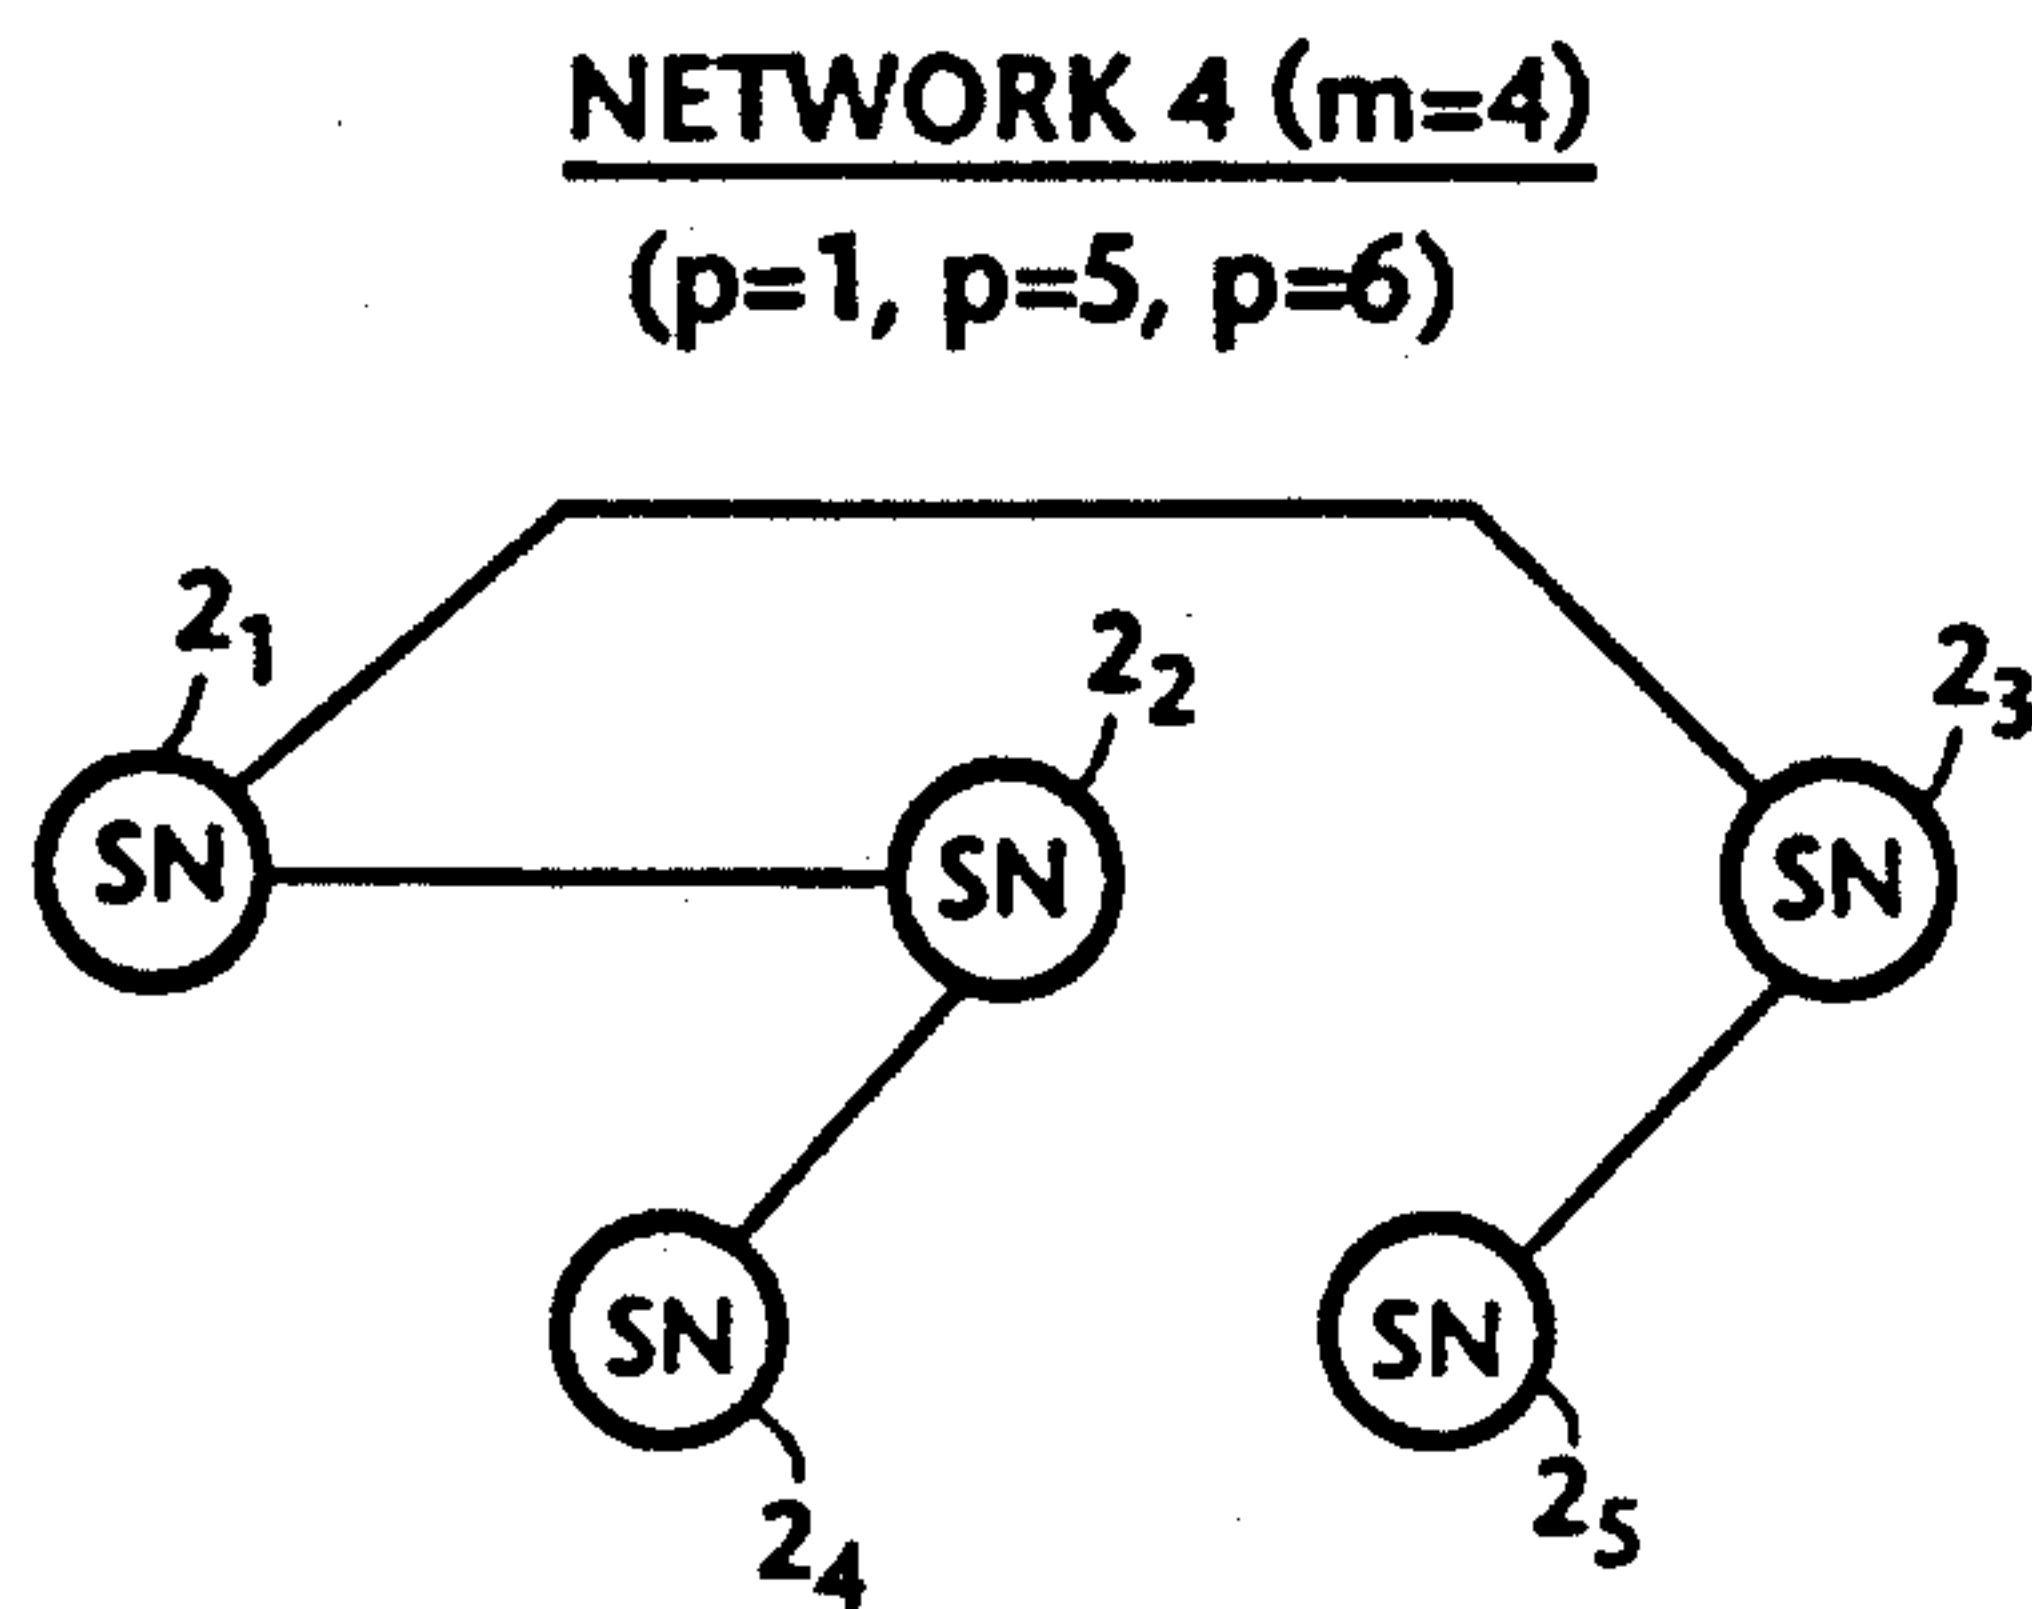 NETWORK 4 (m=4)
(p=1, p=5, p=6)
2₁
2₂
2₃
SN
SN
SN
SN
SN
2₄
2₅